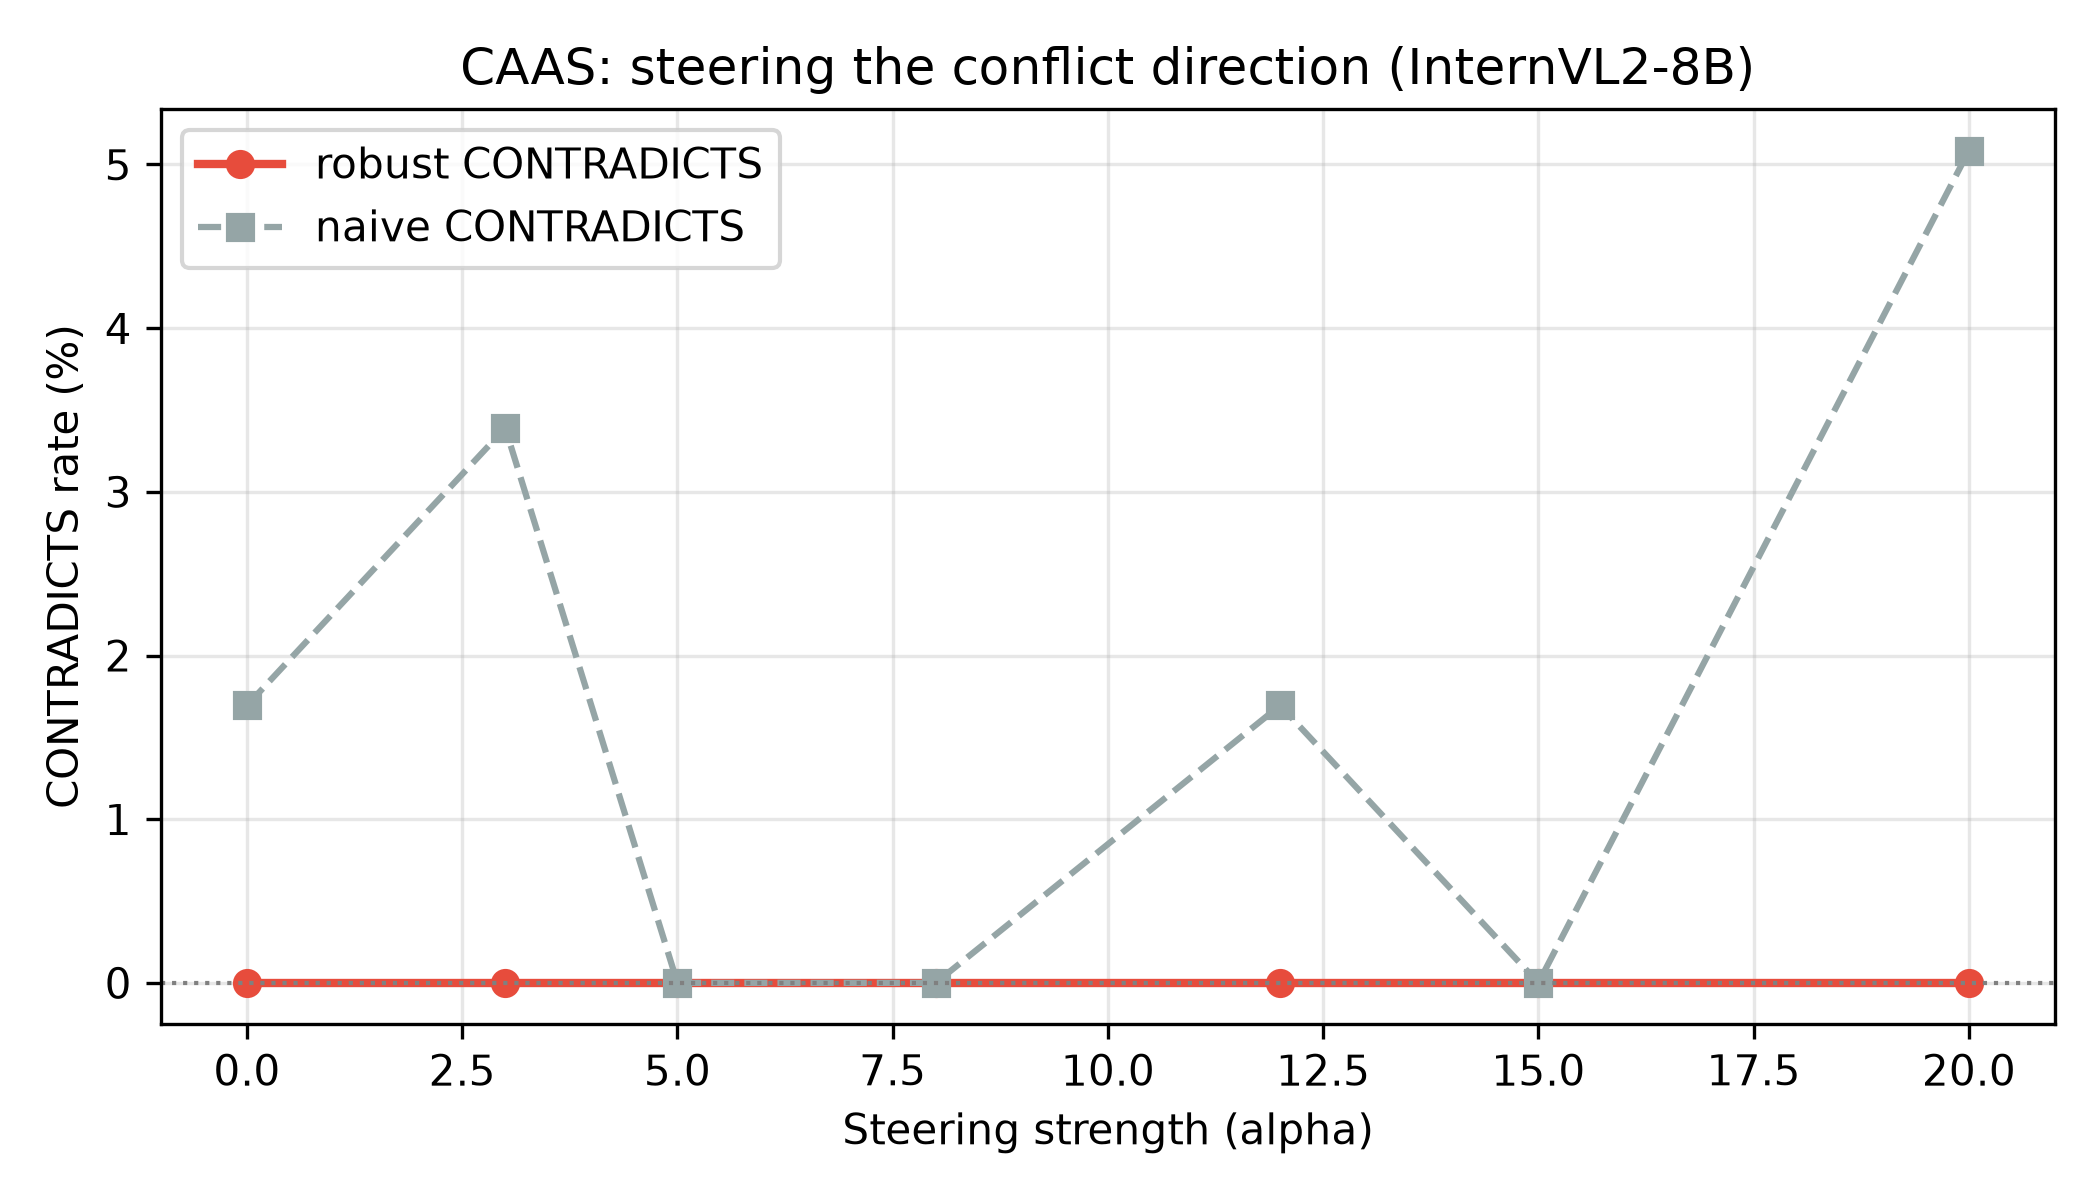 CAAS: steering the conflict direction (InternVL2-8B)
robust CONTRADICTS
naive CONTRADICTS
CONTRADICTS rate (%)
5
4
3
2
1
0
0.0 2.5 5.0 7.5 10.0 12.5 15.0 17.5 20.0
Steering strength (alpha)